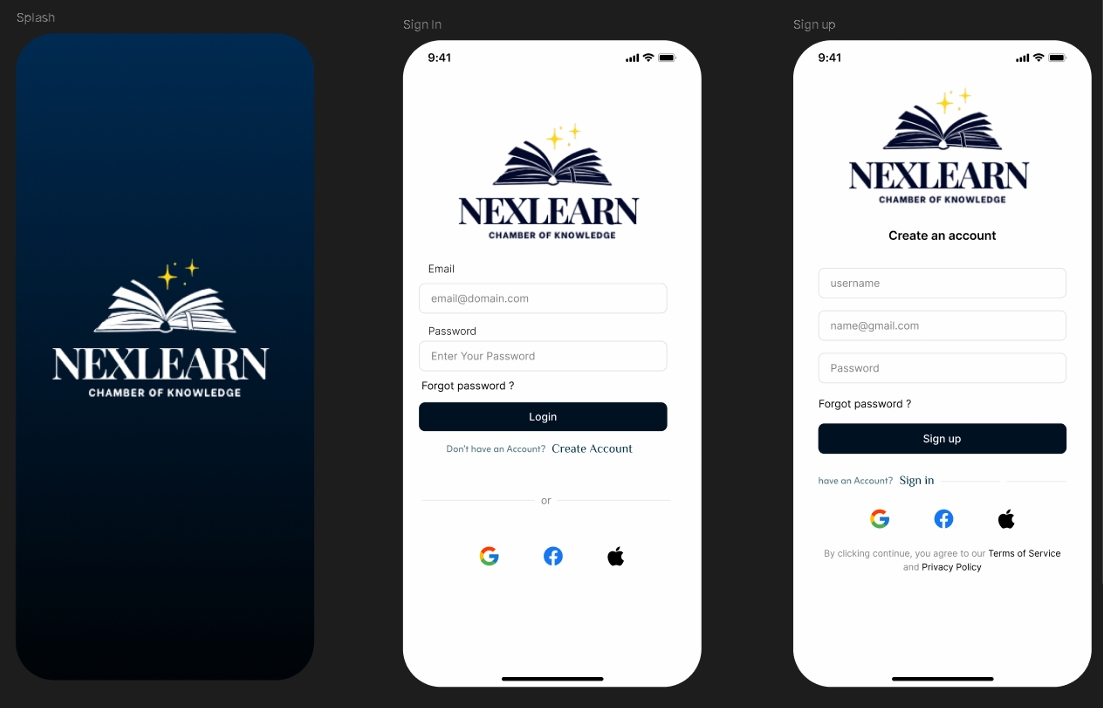 Splash
NEXLEARN
CHAMBER OF KNOWLEDGE
Sign In
9:41
NEXLEARN
CHAMBER OF KNOWLEDGE
Email
email@domain.com
Password
Enter Your Password
Forgot password ?
Login
Don't have an Account? Create Account
or
Sign up
9:41
NEXLEARN
CHAMBER OF KNOWLEDGE
Create an account
username
name@gmail.com
Password
Forgot password ?
Sign up
have an Account? Sign in
By clicking continue, you agree to our Terms of Service
and Privacy Policy